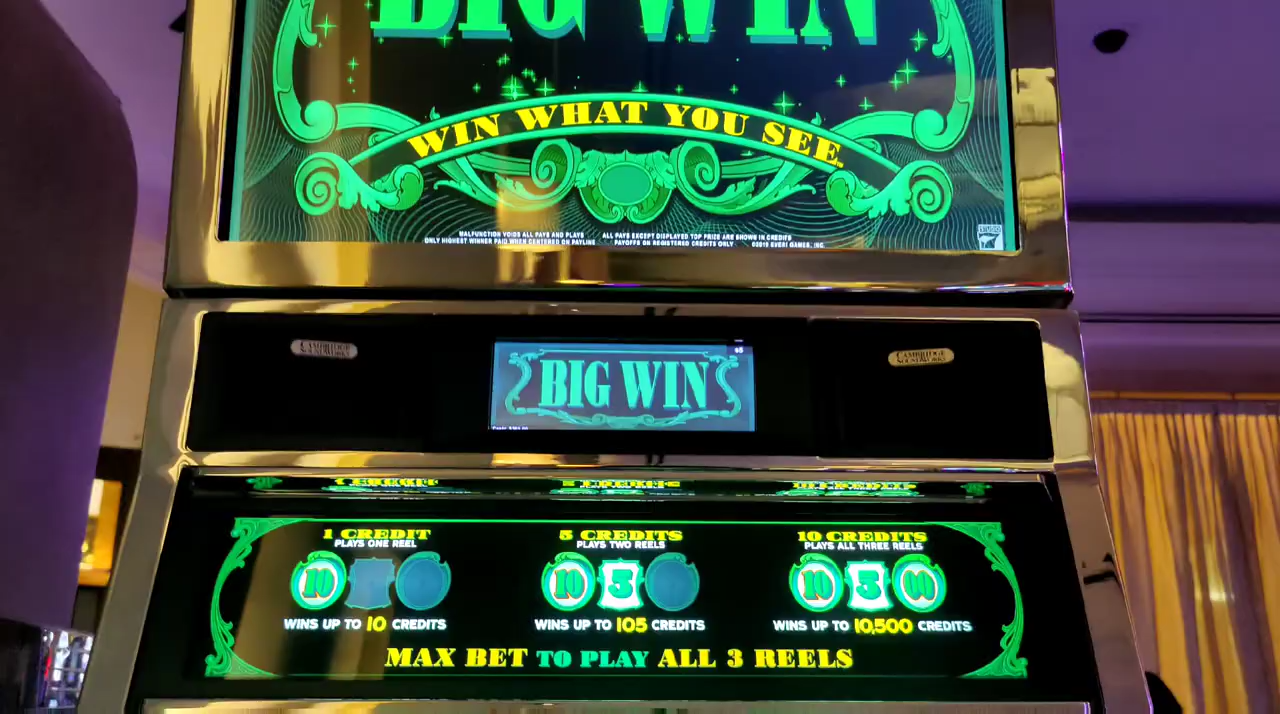 BIG WIN
WIN WHAT YOU SEE
MALFUNCTION VOIDS ALL PAYS AND PLAYS
ONLY HIGHEST WINNER PAID WHEN CENTERED ON PAYLINE
ALL PAYS EXCEPT DISPLAYED TOP PRIZE ARE SHOWN IN CREDITS
PAYOFFS ON REGISTERED CREDITS ONLY ©2019 EVERI GAMES, INC.
CAMBRIDGE
SOUNDWORKS
BIG WIN
$5
CAMBRIDGE
SOUNDWORKS
1 CREDIT
PLAYS ONE REEL
10
WINS UP TO 10 CREDITS
5 CREDITS
PLAYS TWO REELS
10 5
WINS UP TO 105 CREDITS
10 CREDITS
PLAYS ALL THREE REELS
10 5 00
WINS UP TO 10,500 CREDITS
MAX BET TO PLAY ALL 3 REELS